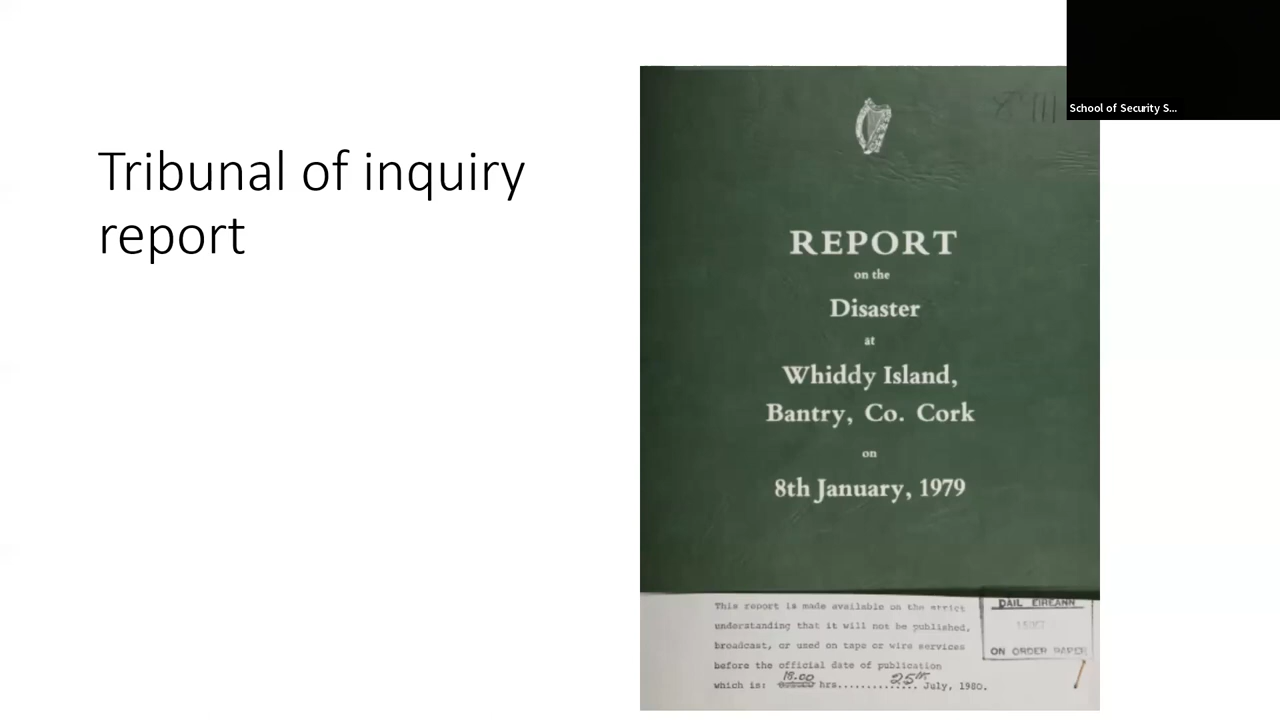 Tribunal of inquiry
report
School of Security S...
REPORT
on the
Disaster
at
Whiddy Island,
Bantry, Co. Cork
on
8th January, 1979
This report is made available on the strict
understanding that it will not be published,
broadcast, or used on tape or wire services
before the official date of publication
which is: 18.00 hrs.............. 25th July, 1980.
DAIL EIREANN
ON ORDER PAPER